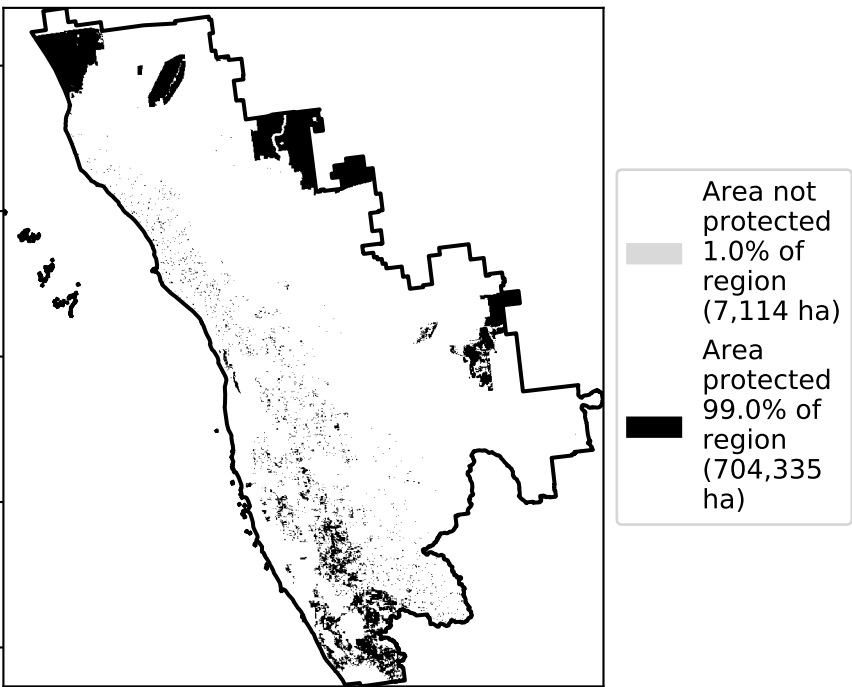 Area not
protected
1.0% of
region
(7,114 ha)
Area
protected
99.0% of
region
(704,335
ha)